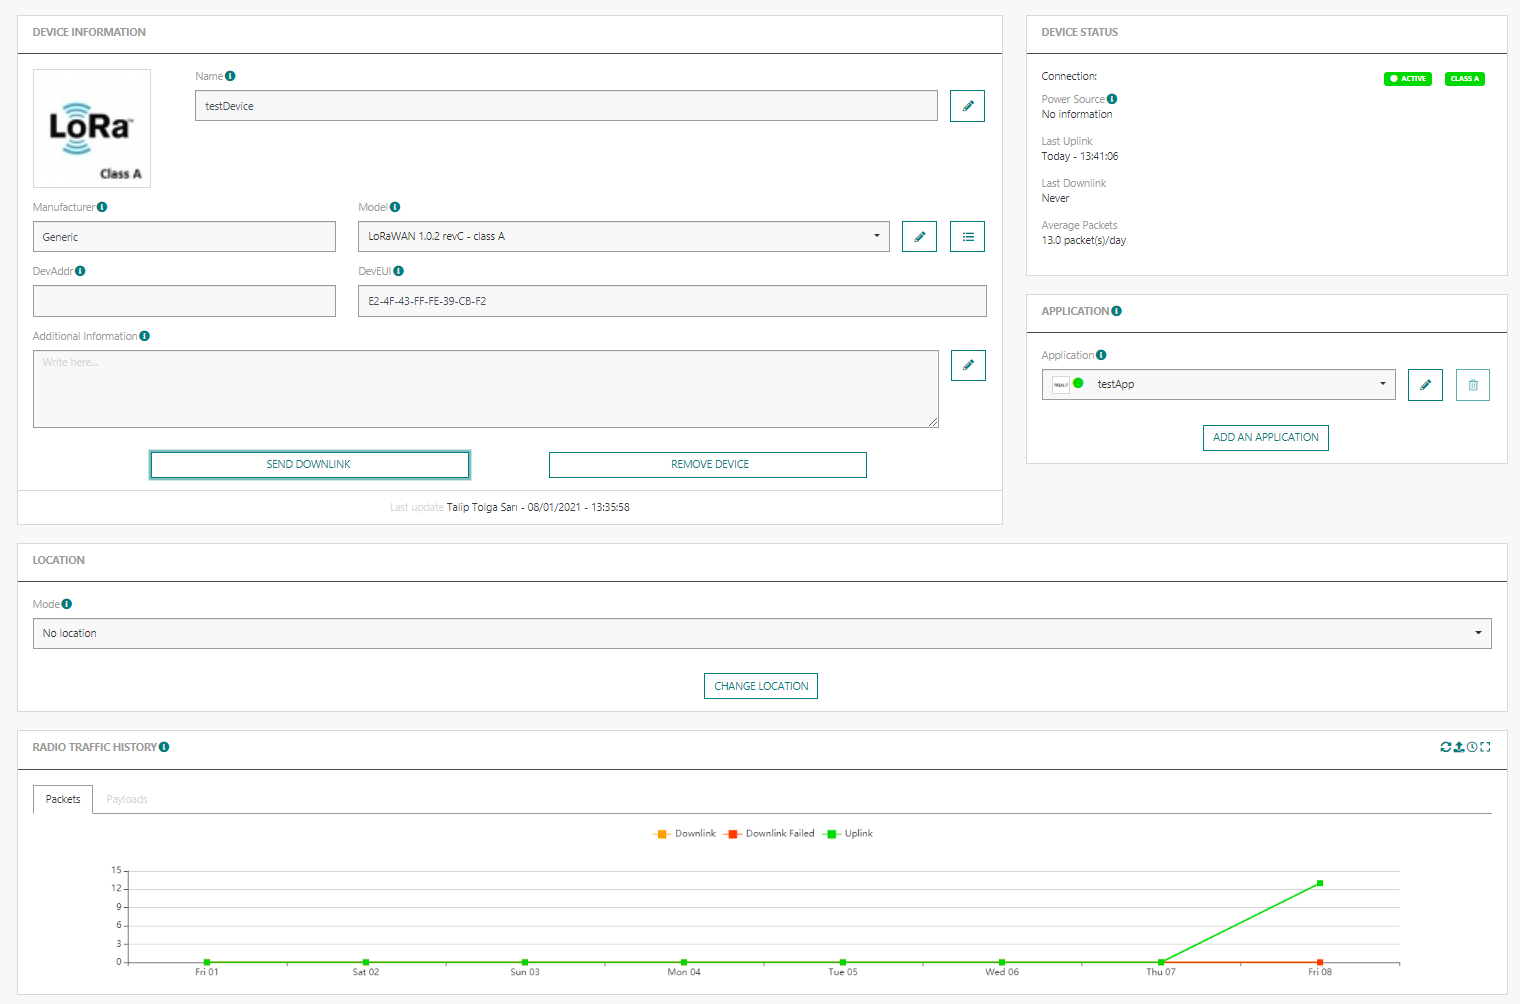 DEVICE INFORMATION
LoRa™
Class A
Name
testDevice
Manufacturer
Generic
Model
LoRaWAN 1.0.2 revC - class A
DevAddr
DevEUI
E2-4F-43-FF-FE-39-CB-F2
Additional Information
Write here...
SEND DOWNLINK
REMOVE DEVICE
Last update Talip Tolga Sarı - 08/01/2021 - 13:35:58
DEVICE STATUS
Connection:
ACTIVE
CLASS A
Power Source
No information
Last Uplink
Today - 13:41:06
Last Downlink
Never
Average Packets
13.0 packet(s)/day
APPLICATION
Application
testApp
ADD AN APPLICATION
LOCATION
Mode
No location
CHANGE LOCATION
RADIO TRAFFIC HISTORY
Packets
Payloads
Downlink
Downlink Failed
Uplink
15
12
9
6
3
0
Fri 01
Sat 02
Sun 03
Mon 04
Tue 05
Wed 06
Thu 07
Fri 08